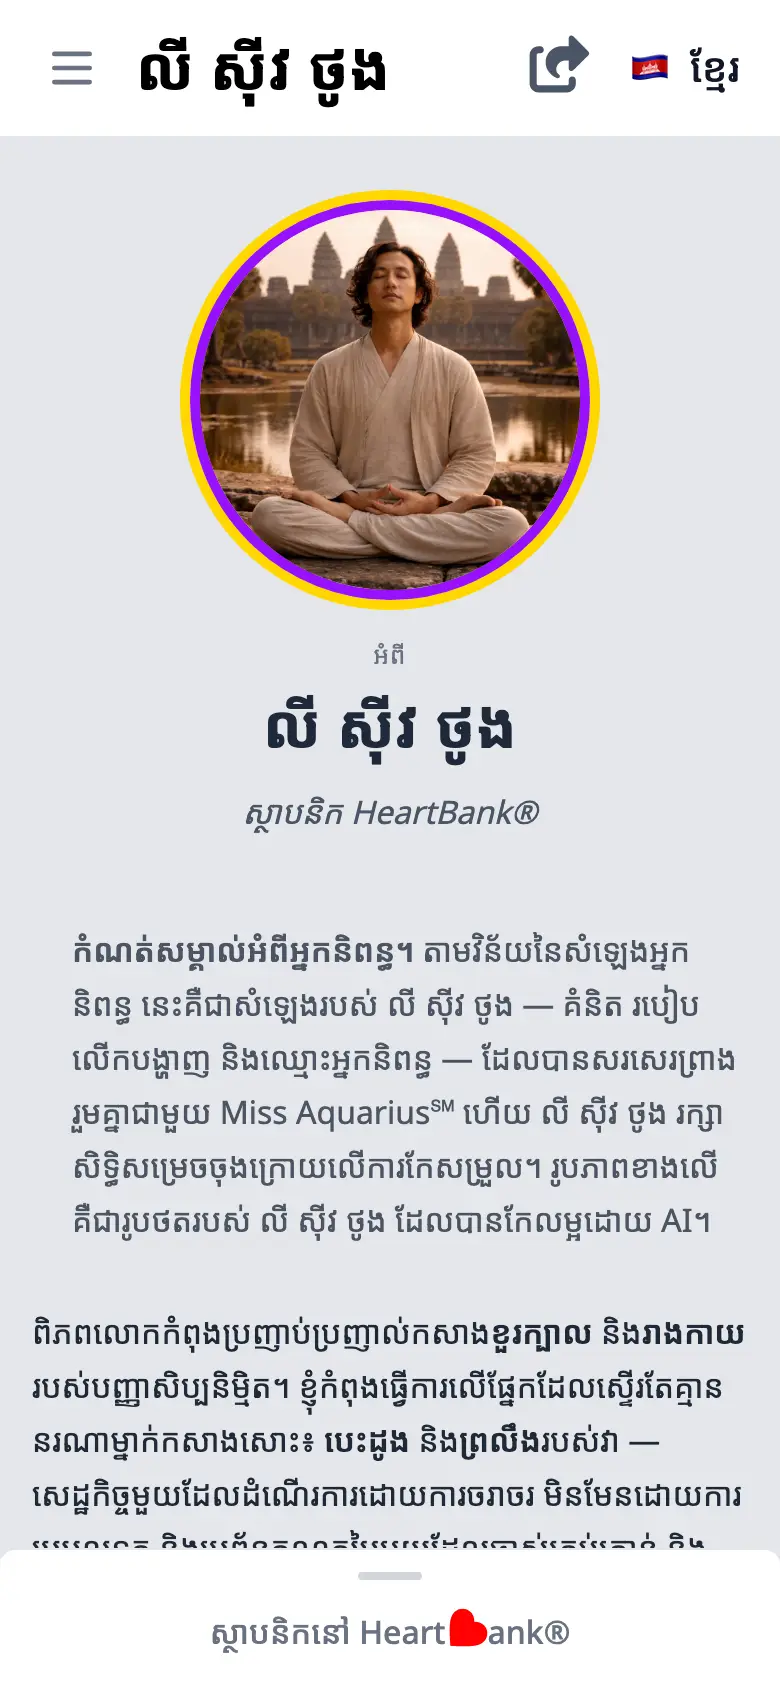 លី ស៊ីវ ថូង
ខ្មែរ
អំពី
លី ស៊ីវ ថូង
ស្ថាបនិក HeartBank®
កំណត់សម្គាល់អំពីអ្នកនិពន្ធ។ តាមវិន័យនៃសំឡេងអ្នក
និពន្ធ នេះគឺជាសំឡេងរបស់ លី ស៊ីវ ថូង — គំនិត របៀប
លើកបង្ហាញ និងឈ្មោះអ្នកនិពន្ធ — ដែលបានសរសេរព្រាង
រួមគ្នាជាមួយ Miss Aquarius℠ ហើយ លី ស៊ីវ ថូង រក្សា
សិទ្ធិសម្រេចចុងក្រោយលើការកែសម្រួល។ រូបភាពខាងលើ
គឺជារូបថតរបស់ លី ស៊ីវ ថូង ដែលបានកែលម្អដោយ AI។
ពិភពលោកកំពុងប្រញាប់ប្រញាល់កសាងខួរក្បាល និងរាងកាយ
របស់បញ្ញាសិប្បនិម្មិត។ ខ្ញុំកំពុងធ្វើការលើផ្នែកដែលស្ទើរតែគ្មាន
នរណាម្នាក់កសាងសោះ៖ បេះដូង និងព្រលឹងរបស់វា —
សេដ្ឋកិច្ចមួយដែលដំណើរការដោយការចរាចរ មិនមែនដោយការ
ស្ថាបនិកនៅ Heart ank®